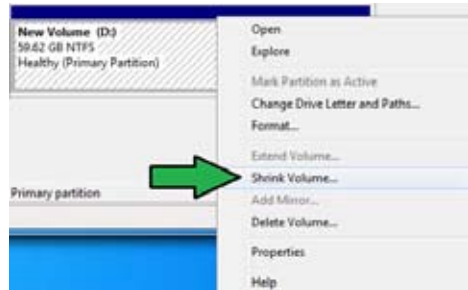 New Volume (D:)
59.62 GB NTFS
Healthy (Primary Partition)
Primary partition
Open
Explore
Mark Partition as Active
Change Drive Letter and Paths...
Format...
Extend Volume...
Shrink Volume...
Add Mirror...
Delete Volume...
Properties
Help